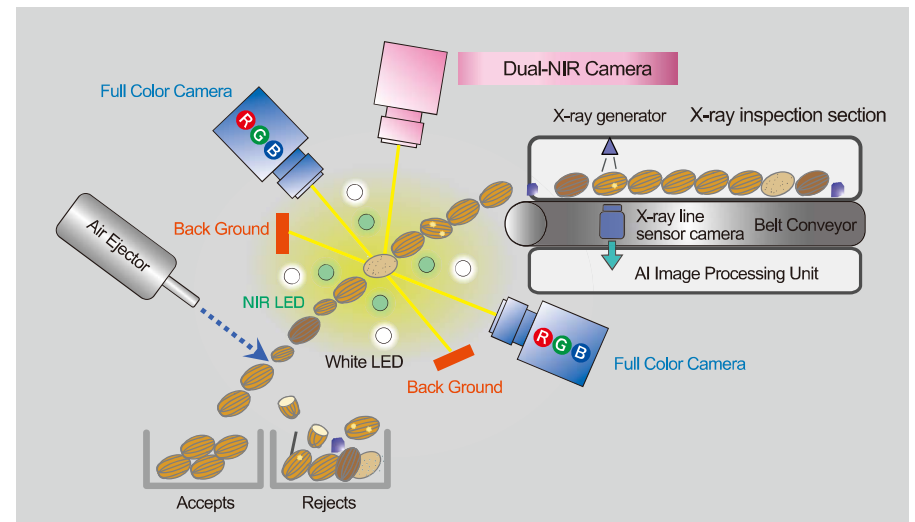 Dual-NIR Camera
Full Color Camera
R G B
X-ray generator
X-ray inspection section
Air Ejector
Back Ground
X-ray line
sensor camera
Belt Conveyor
AI Image Processing Unit
NIR LED
White LED
R G B
Full Color Camera
Back Ground
Accepts
Rejects